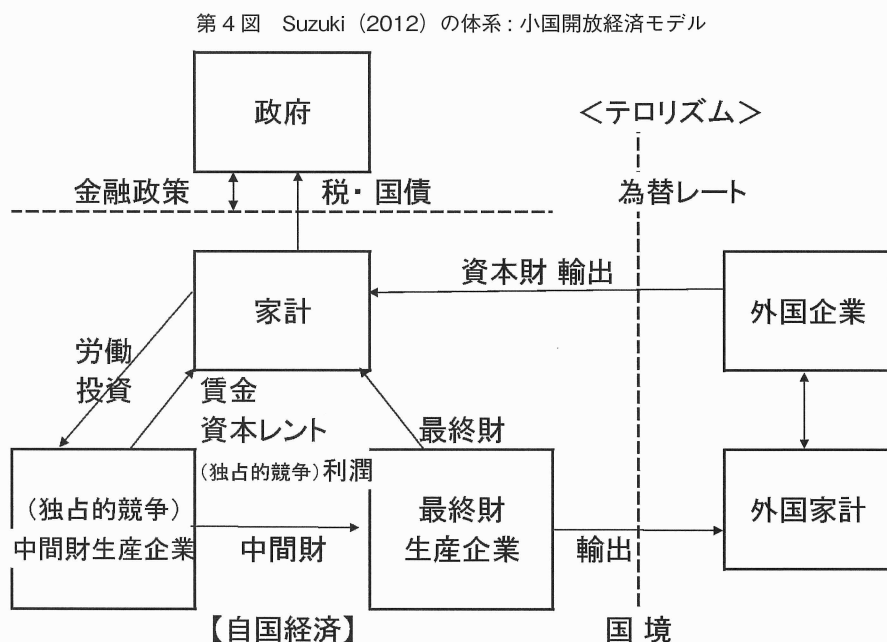 第4図 Suzuki (2012) の体系: 小国開放経済モデル
政府
<テロリズム>
金融政策
税・国債
為替レート
資本財 輸出
家計
外国企業
労働
投資
賃金
資本レント
(独占的競争)利潤
最終財
(独占的競争)
中間財生産企業
中間財
最終財
生産企業
輸出
外国家計
【自国経済】
国 境